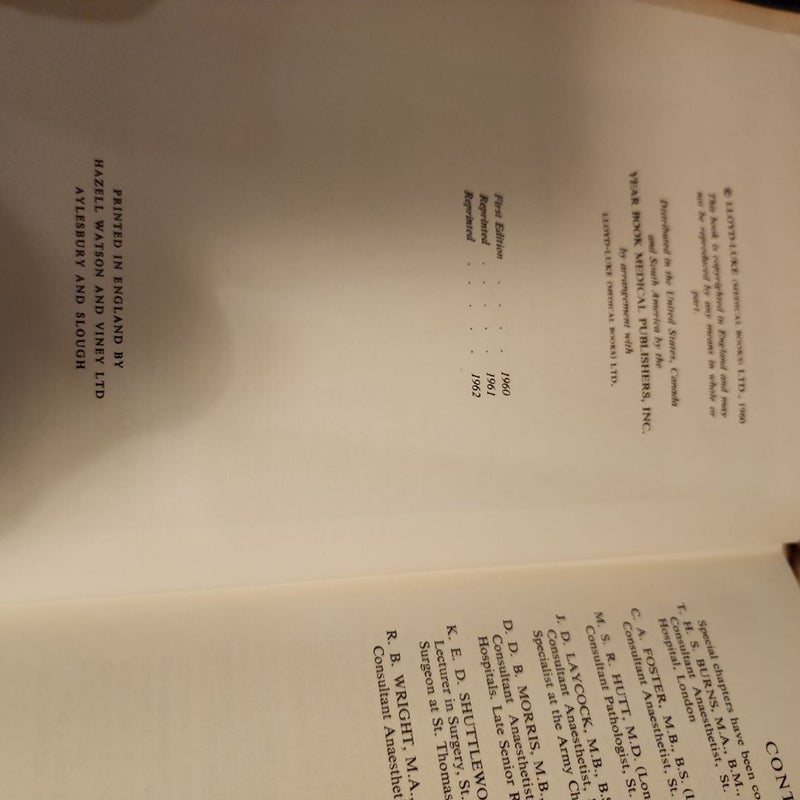 © LLOYD-LUKE (MEDICAL BOOKS) LTD., 1960
This book is copyrighted in England and may
not be reproduced by any means in whole or
part.
Distributed in the United States, Canada
and South America by the
YEAR BOOK MEDICAL PUBLISHERS, INC.
by arrangement with
LLOYD-LUKE (MEDICAL BOOKS) LTD.
First Edition . . . . 1960
Reprinted . . . . 1961
Reprinted . . . . 1962
PRINTED IN ENGLAND BY
HAZELL WATSON AND VINEY LTD
AYLESBURY AND SLOUGH
CONT
Special chapters have been co
T. H. S. BURNS, M.A., B.M.,
Consultant Anaesthetist, St.
Hospital, London
C. A. FOSTER, M.B., B.S. (L
Consultant Anaesthetist, St.
M. S. R. HUTT, M.D. (Lon
Consultant Pathologist, St.
J. D. LAYCOCK, M.B., B.S
Consultant Anaesthetist,
Specialist at the Army Ch
D. D. B. MORRIS, M.B.,
Consultant Anaesthetist
Hospitals. Late Senior R
K. E. D. SHUTTLEWO
Lecturer in Surgery, St.
Surgeon at St. Thomas
R. B. WRIGHT, M.A.,
Consultant Anaesthet